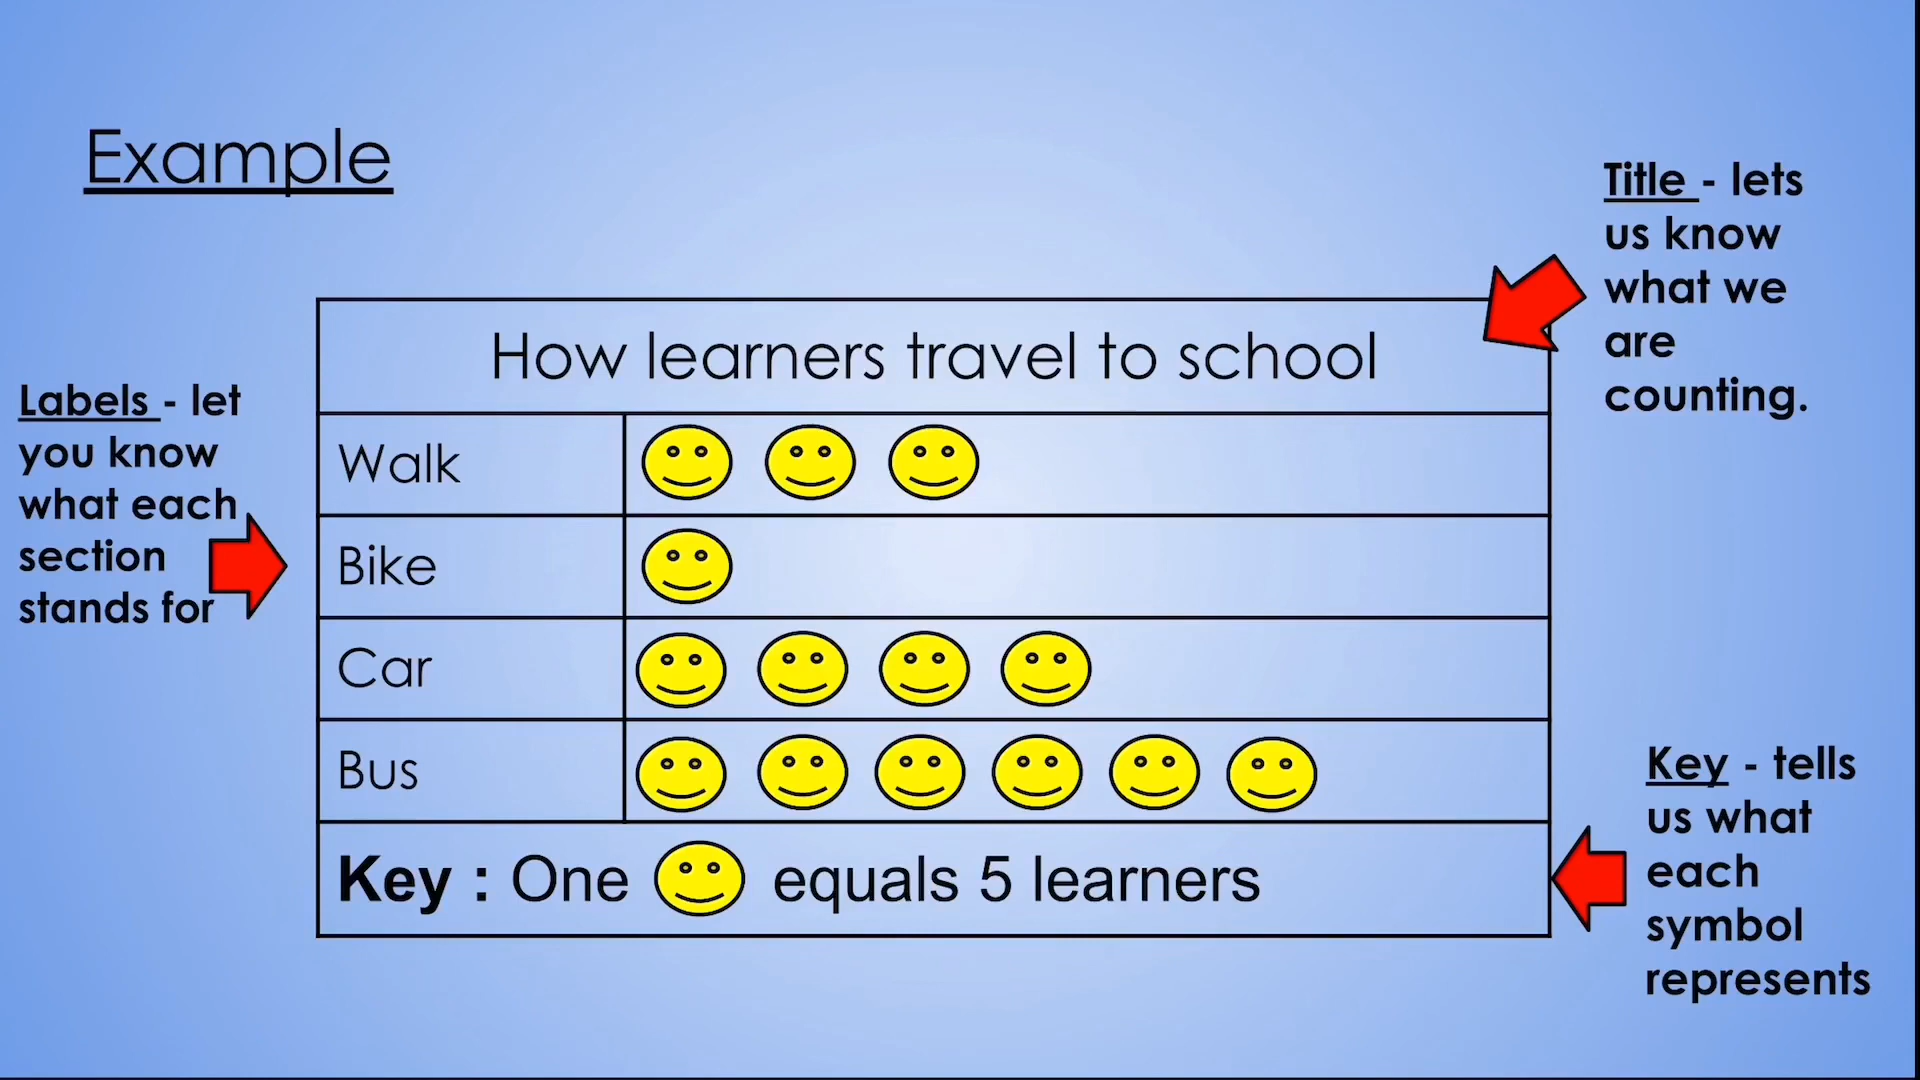 Example
Title - lets
us know
what we
are
counting.
How learners travel to school
Labels - let
you know
what each
section
stands for
Walk
Bike
Car
Bus
Key : One equals 5 learners
Key - tells
us what
each
symbol
represents